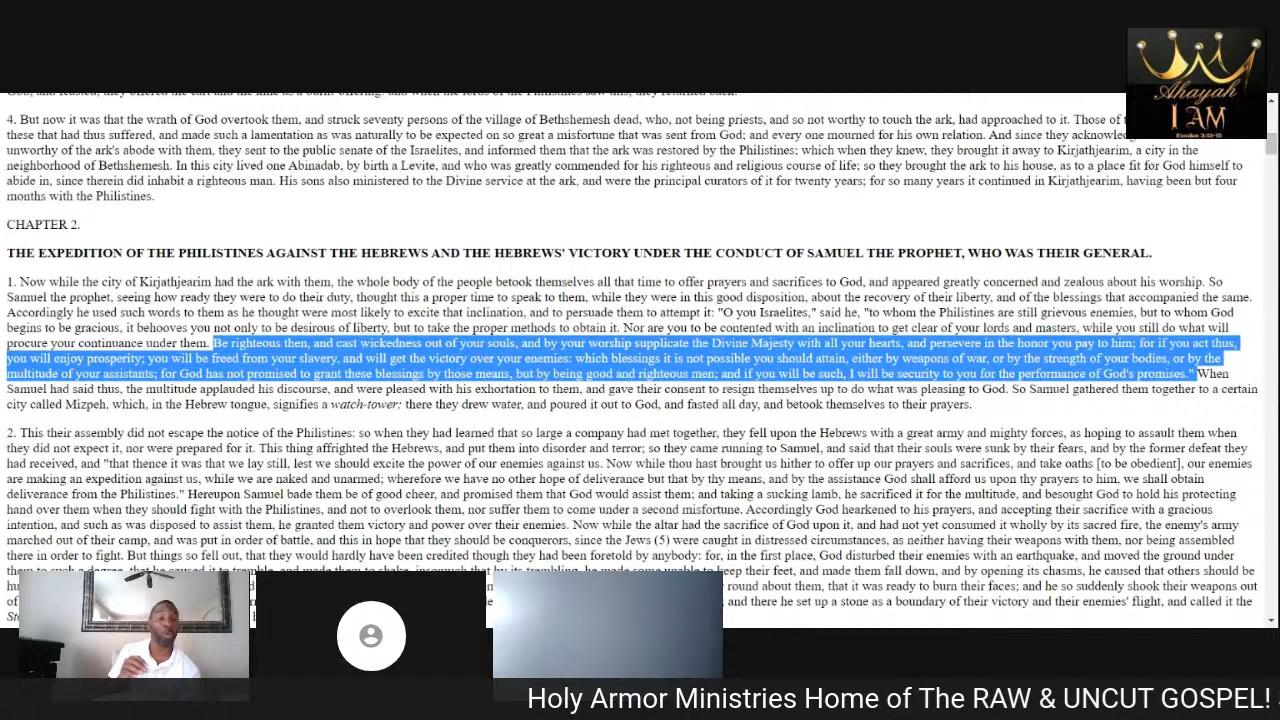 4. But now it was that the wrath of God overtook them, and struck seventy persons of the village of Bethshemesh dead, who, not being priests, and so not worthy to touch the ark, had approached to it. Those of
these that had thus suffered, and made such a lamentation as was naturally to be expected on so great a misfortune that was sent from God; and every one mourned for his own relation. And since they
unworthy of the ark's abode with them, they sent to the public senate of the Israelites, and informed them that the ark was restored by the Philistines; which when they knew, they brought it away to Kirjathjearim, a city in the
neighborhood of Bethshemesh. In this city lived one Abinadab, by birth a Levite, and who was greatly commended for his righteous and religious course of life; so they brought the ark to his house, as to a place fit for God himself to
abide in, since therein did inhabit a righteous man. His sons also ministered to the Divine service at the ark, and were the principal curators of it for twenty years; for so many years it continued in Kirjathjearim, having been but four
months with the Philistines.
CHAPTER 2.
THE EXPEDITION OF THE PHILISTINES AGAINST THE HEBREWS AND THE HEBREWS' VICTORY UNDER THE CONDUCT OF SAMUEL THE PROPHET, WHO WAS THEIR GENERAL.
1. Now while the city of Kirjathjearim had the ark with them, the whole body of the people betook themselves all that time to offer prayers and sacrifices to God, and appeared greatly concerned and zealous about his worship. So
Samuel the prophet, seeing how ready they were to do their duty, thought this a proper time to speak to them, while they were in this good disposition, about the recovery of their liberty, and of the blessings that accompanied the same.
Accordingly he used such words to them as he thought were most likely to excite that inclination, and to persuade them to attempt it: "O you Israelites," said he, "to whom the Philistines are still grievous enemies, but to whom God
begins to be gracious, it behooves you not only to be desirous of liberty, but to take the proper methods to obtain it. Nor are you to be contented with an inclination to get clear of your lords and masters, while you still do what will
procure your continuance under them. Be righteous then, and cast wickedness out of your souls, and by your worship supplicate the Divine Majesty with all your hearts, and persevere in the honor you pay to him; for if you act thus,
you will enjoy prosperity; you will be freed from your slavery, and will get the victory over your enemies: which blessings it is not possible you should attain, either by weapons of war, or by the strength of your bodies, or by the
multitude of your assistants; for God has not promised to grant these blessings by those means, but by being good and righteous men; and if you will be such, I will be security to you for the performance of God's promises." When
Samuel had said thus, the multitude applauded his discourse, and were pleased with his exhortation to them, and gave their consent to resign themselves up to do what was pleasing to God. So Samuel gathered them together to a certain
city called Mizpeh, which, in the Hebrew tongue, signifies a watch-tower: there they drew water, and poured it out to God, and fasted all day, and betook themselves to their prayers.
2. This their assembly did not escape the notice of the Philistines: so when they had learned that so large a company had met together, they fell upon the Hebrews with a great army and mighty forces, as hoping to assault them when
they did not expect it, nor were prepared for it. This thing affrighted the Hebrews, and put them into disorder and terror; so they came running to Samuel, and said that their souls were sunk by their fears, and by the former defeat they
had received, and "that thence it was that we lay still, lest we should excite the power of our enemies against us. Now while thou hast brought us hither to offer up our prayers and sacrifices, and take oaths [to be obedient], our enemies
are making an expedition against us, while we are naked and unarmed; wherefore we have no other hope of deliverance but that by thy means, and by the assistance God shall afford us upon thy prayers to him, we shall obtain
deliverance from the Philistines." Hereupon Samuel bade them be of good cheer, and promised them that God would assist them; and taking a sucking lamb, he sacrificed it for the multitude, and besought God to hold his protecting
hand over them when they should fight with the Philistines, and not to overlook them, nor suffer them to come under a second misfortune. Accordingly God hearkened to his prayers, and accepting their sacrifice with a gracious
intention, and such as was disposed to assist them, he granted them victory and power over their enemies. Now while the altar had the sacrifice of God upon it, and had not yet consumed it wholly by its sacred fire, the enemy's army
marched out of their camp, and was put in order of battle, and this in hope that they should be conquerors, since the Jews (5) were caught in distressed circumstances, as neither having their weapons with them, nor being assembled
there in order to fight. But things so fell out, that they would hardly have been credited though they had been foretold by anybody: for, in the first place, God disturbed their enemies with an earthquake, and moved the ground under
keep their feet, and made them fall down, and by opening its chasms, he caused that others should be
round about them, that it was ready to burn their faces; and he so suddenly shook their weapons out
of
and there he set up a stone as a boundary of their victory and their enemies' flight, and called it the
Ahayah
I AM
Exodus 3:13-15
Holy Armor Ministries Home of The RAW & UNCUT GOSPEL!